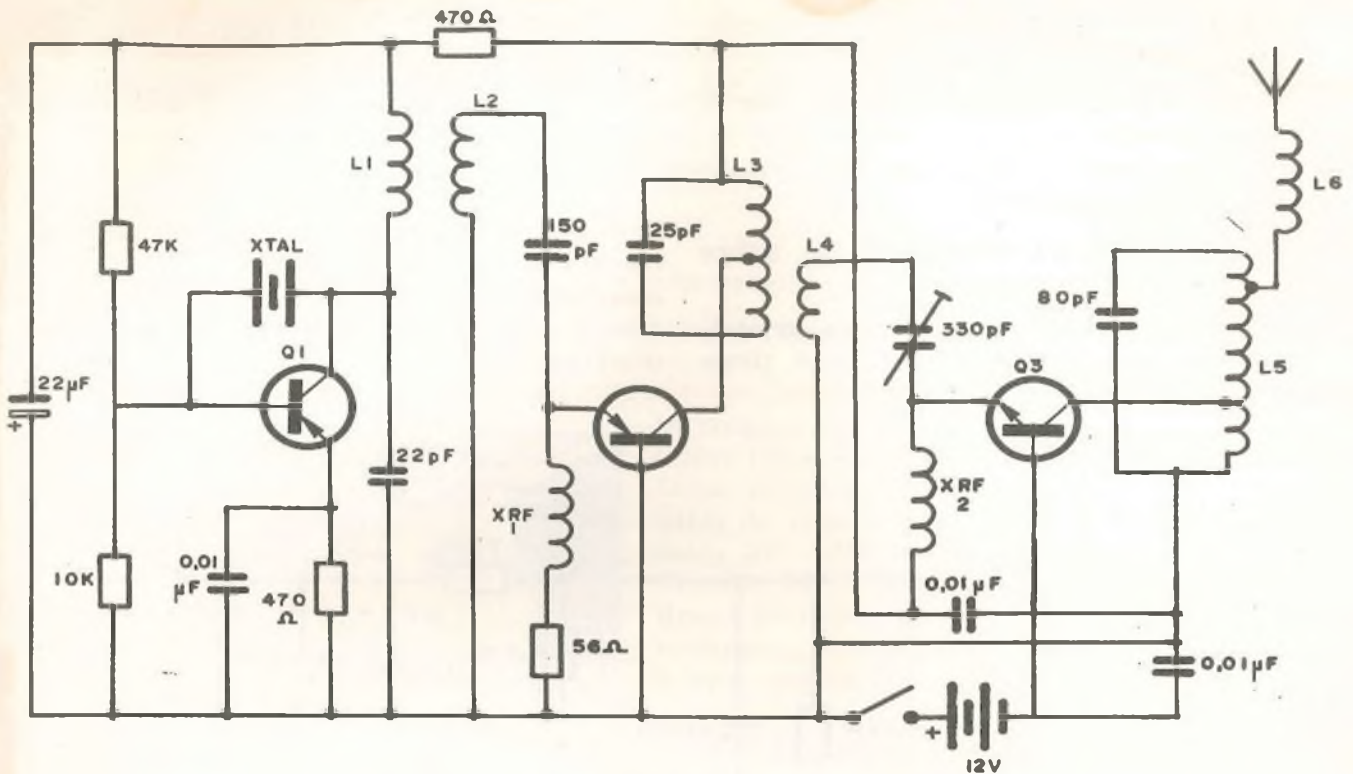 470Ω
L2
L1
L3
L6
150
pF
25pF
L4
47K
XTAL
80pF
330pF
Q1
Q3
L5
22µF
+
22pF
XRF
1
XRF
2
10K
0,01
µF
470
Ω
0,01µF
56Ω
0,01µF
+
12V